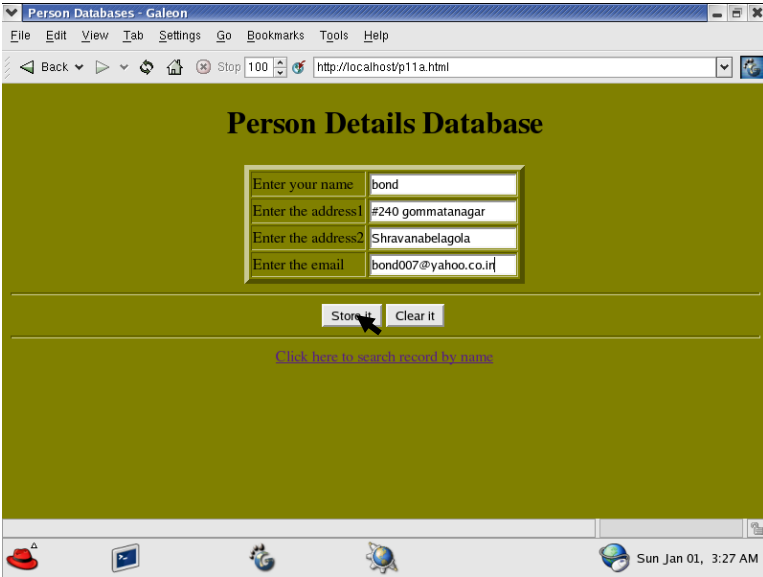 Person Databases - Galeon
File Edit View Tab Settings Go Bookmarks Tools Help
Back Stop 100 http://localhost/p11a.html
Person Details Database
Enter your name bond
Enter the address1 #240 gommatanagar
Enter the address2 Shravanabelagola
Enter the email bond007@yahoo.co.in
Store it Clear it
Click here to search record by name
Sun Jan 01, 3:27 AM